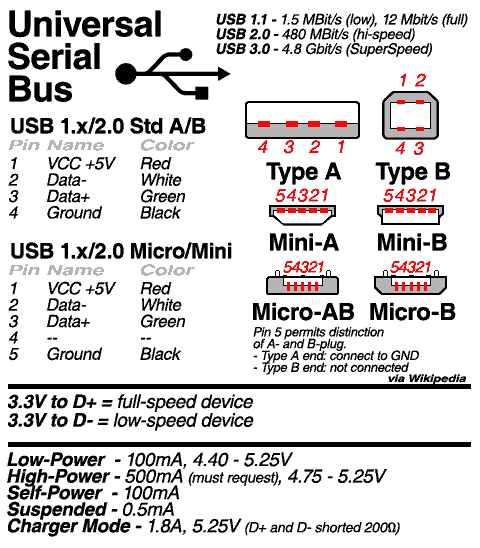 Universal
Serial
Bus
USB 1.1 - 1.5 MBit/s (low), 12 Mbit/s (full)
USB 2.0 - 480 MBit/s (hi-speed)
USB 3.0 - 4.8 Gbit/s (SuperSpeed)
USB 1.x/2.0 Std A/B
Pin Name Color
1 VCC +5V Red
2 Data- White
3 Data+ Green
4 Ground Black
4 3 2 1
Type A
1 2
4 3
Type B
54321
Mini-A
54321
Mini-B
USB 1.x/2.0 Micro/Mini
Pin Name Color
1 VCC +5V Red
2 Data- White
3 Data+ Green
4 -- --
5 Ground Black
54321
Micro-AB
54321
Micro-B
Pin 5 permits distinction
of A- and B-plug.
- Type A end: connect to GND
- Type B end: not connected
via Wikipedia
3.3V to D+ = full-speed device
3.3V to D- = low-speed device
Low-Power - 100mA, 4.40 - 5.25V
High-Power - 500mA (must request), 4.75 - 5.25V
Self-Power - 100mA
Suspended - 0.5mA
Charger Mode - 1.8A, 5.25V (D+ and D- shorted 200Ω)